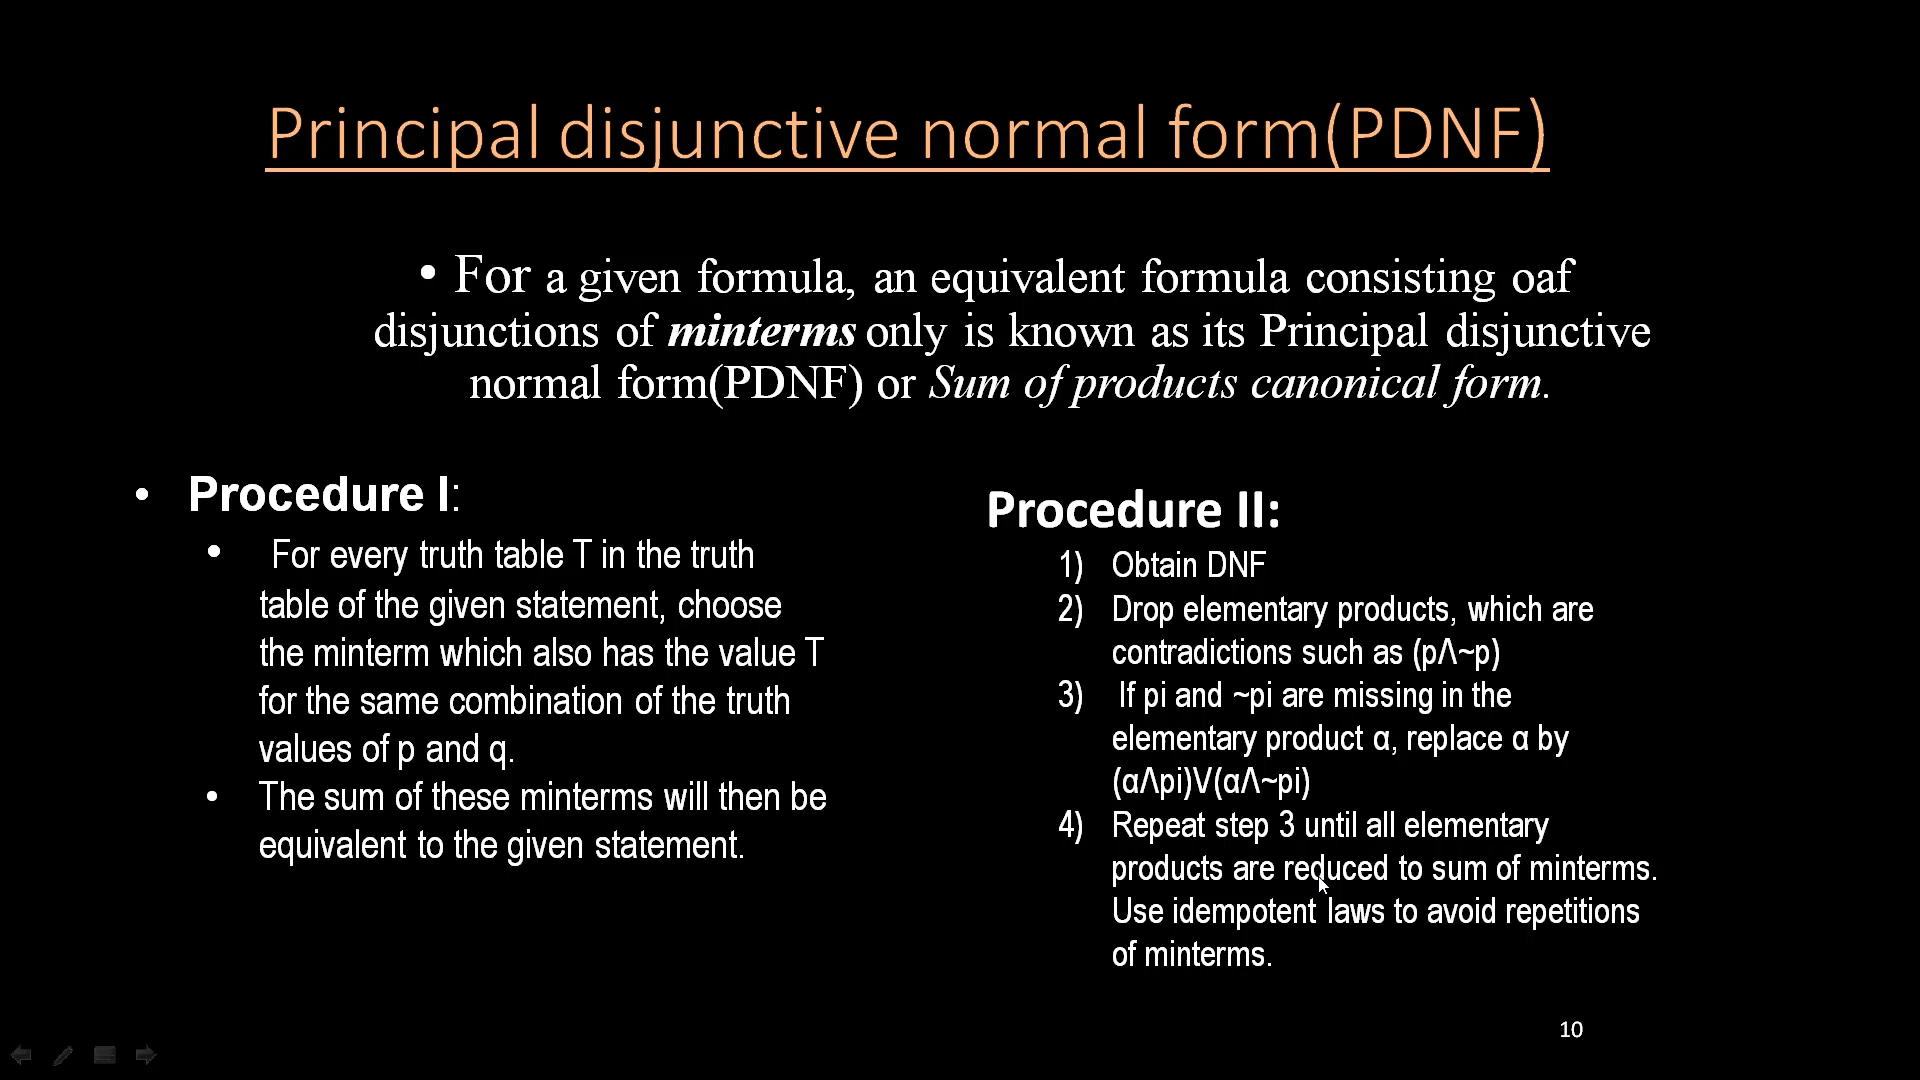 Principal disjunctive normal form(PDNF)
• For a given formula, an equivalent formula consisting oaf
disjunctions of minterms only is known as its Principal disjunctive
normal form(PDNF) or Sum of products canonical form.
• Procedure I:
• For every truth table T in the truth
table of the given statement, choose
the minterm which also has the value T
for the same combination of the truth
values of p and q.
• The sum of these minterms will then be
equivalent to the given statement.
Procedure II:
1) Obtain DNF
2) Drop elementary products, which are
contradictions such as (pΛ~p)
3) If pi and ~pi are missing in the
elementary product α, replace α by
(αΛpi)V(αΛ~pi)
4) Repeat step 3 until all elementary
products are reduced to sum of minterms.
Use idempotent laws to avoid repetitions
of minterms.
10